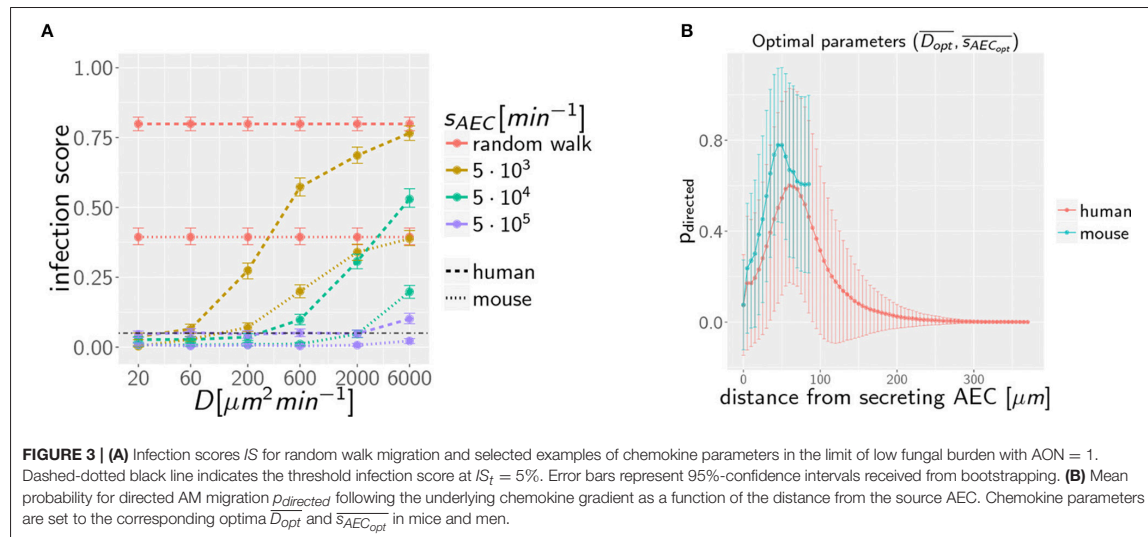 A
1.00
0.75
0.50
0.25
0.00
infection score
20
60
200
600
2000
6000
D[μm²min⁻¹]
s_AEC[min⁻¹]
random walk
5 · 10³
5 · 10⁴
5 · 10⁵
human
mouse
B
Optimal parameters (D̅_opt, s̅_AEC_opt)
0.8
0.4
0.0
p_directed
0
100
200
300
distance from secreting AEC [μm]
human
mouse
FIGURE 3 | (A) Infection scores IS for random walk migration and selected examples of chemokine parameters in the limit of low fungal burden with AON = 1.
Dashed-dotted black line indicates the threshold infection score at IS_t = 5%. Error bars represent 95%-confidence intervals received from bootstrapping. (B) Mean
probability for directed AM migration p_directed following the underlying chemokine gradient as a function of the distance from the source AEC. Chemokine parameters
are set to the corresponding optima D̅_opt and s̅_AEC_opt in mice and men.